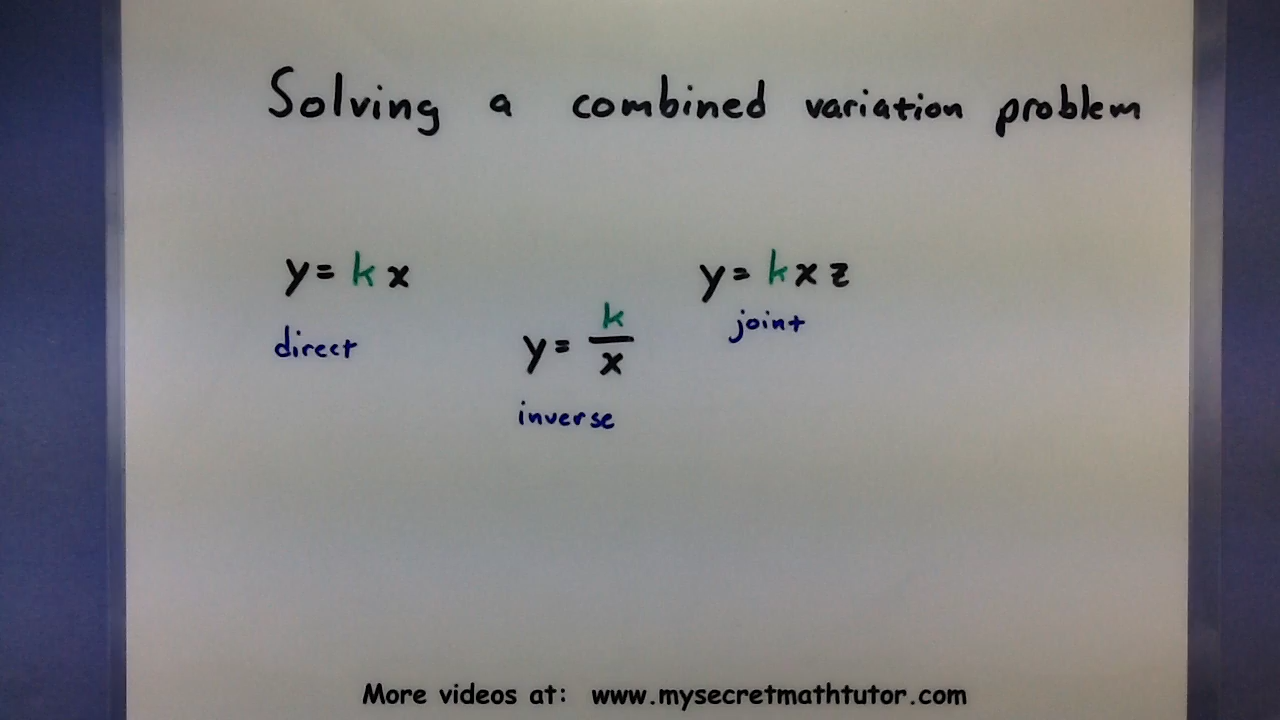 Solving a combined variation problem
y = k x
direct
y = k/x
inverse
y = k x z
joint
More videos at: www.mysecretmathtutor.com